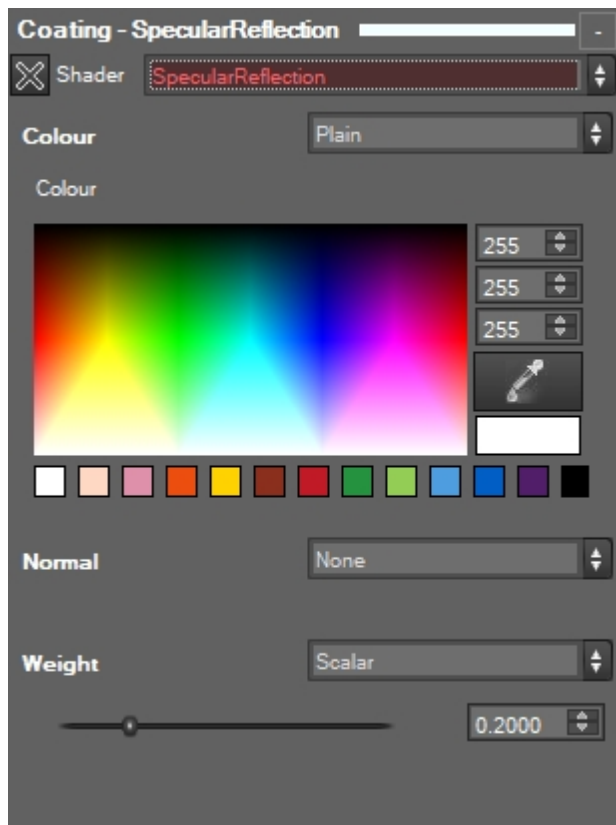 Coating - SpecularReflection -
Shader SpecularReflection
Colour Plain
Colour
255
255
255
Normal None
Weight Scalar
0.2000